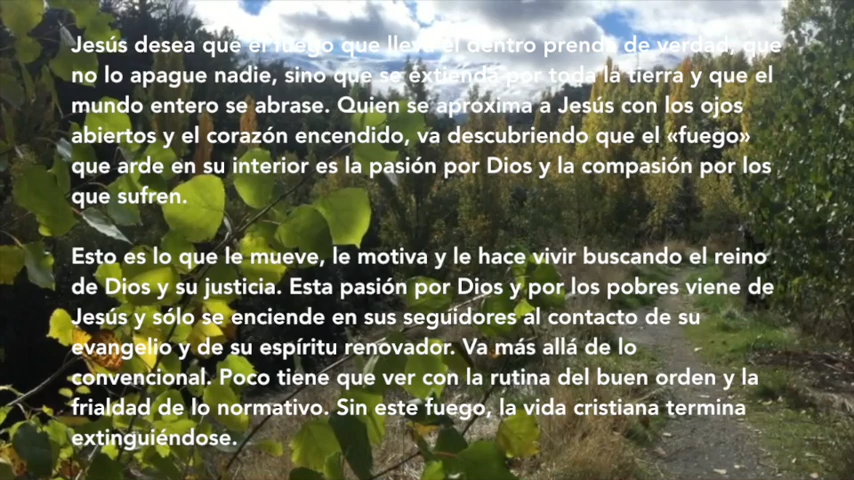 Jesús desea que el fuego que lleva él dentro prenda de verdad, que
no lo apague nadie, sino que se extienda por toda la tierra y que el
mundo entero se abrase. Quien se aproxima a Jesús con los ojos
abiertos y el corazón encendido, va descubriendo que el «fuego»
que arde en su interior es la pasión por Dios y la compasión por los
que sufren.
Esto es lo que le mueve, le motiva y le hace vivir buscando el reino
de Dios y su justicia. Esta pasión por Dios y por los pobres viene de
Jesús y sólo se enciende en sus seguidores al contacto de su
evangelio y de su espíritu renovador. Va más allá de lo
convencional. Poco tiene que ver con la rutina del buen orden y la
frialdad de lo normativo. Sin este fuego, la vida cristiana termina
extinguiéndose.